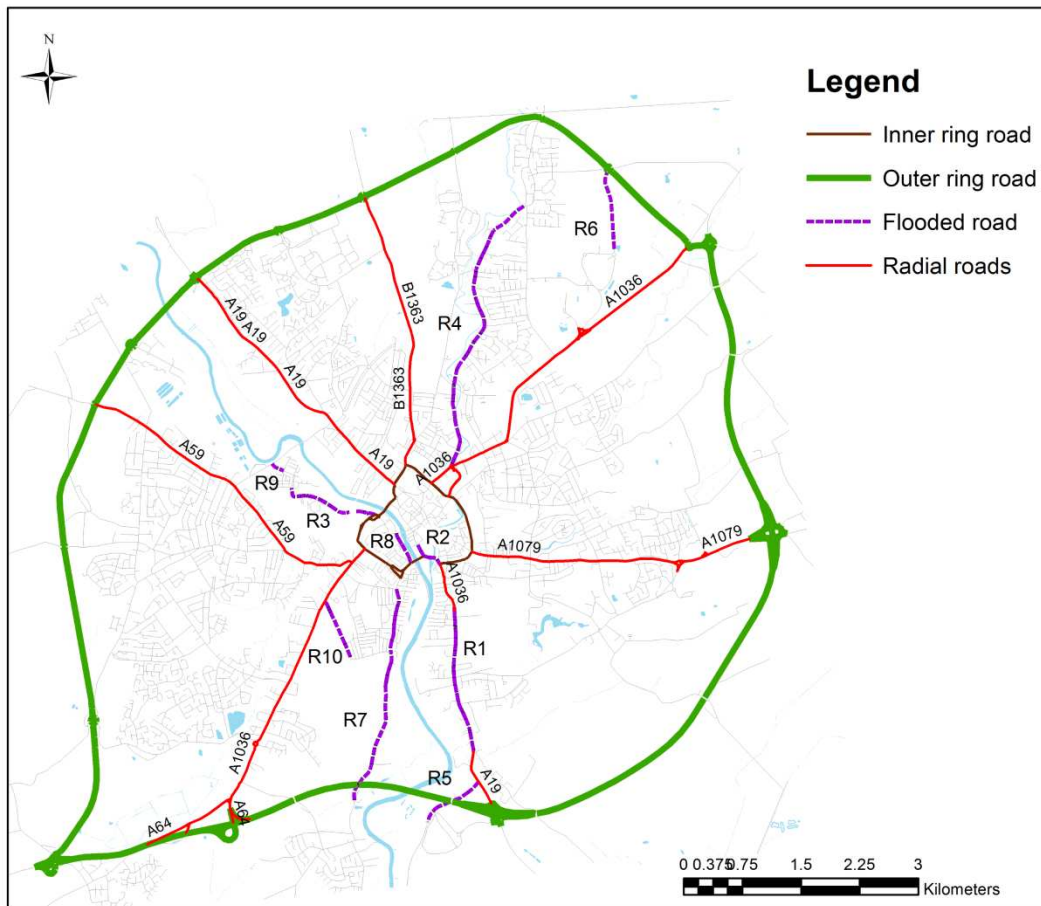 N
Legend
Inner ring road
Outer ring road
Flooded road
Radial roads
R6
A1036
B1363
R4
A19 A19
A19
B1363
A59
A19
A1036
R9
R3
A59
R8
R2
A1079
A1079
A1036
R1
R10
R7
A1036
R5
A19
A64
A64
0 0.375 0.75 1.5 2.25 3
Kilometers